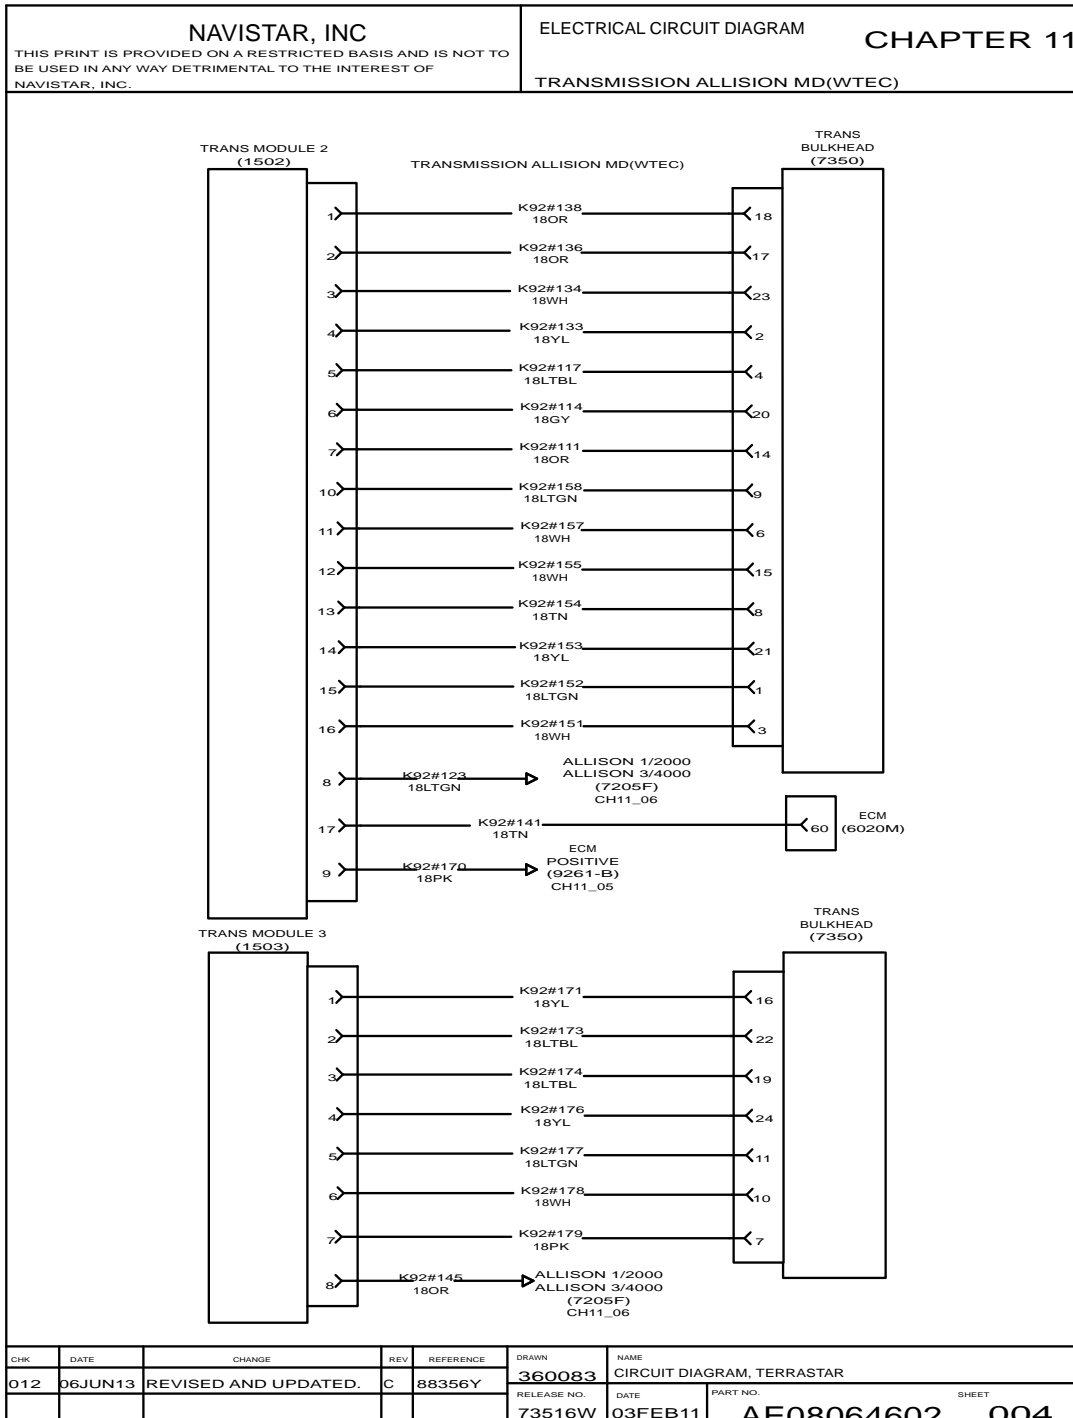 NAVISTAR, INC
THIS PRINT IS PROVIDED ON A RESTRICTED BASIS AND IS NOT TO
BE USED IN ANY WAY DETRIMENTAL TO THE INTEREST OF
NAVISTAR, INC.
ELECTRICAL CIRCUIT DIAGRAM
CHAPTER 11
TRANSMISSION ALLISION MD(WTEC)
TRANS MODULE 2
(1502)
TRANSMISSION ALLISION MD(WTEC)
TRANS
BULKHEAD
(7350)
1 K92#138 18
18OR
2 K92#136 17
18OR
3 K92#134 23
18WH
4 K92#133 2
18YL
5 K92#117 4
18LTBL
6 K92#114 20
18GY
7 K92#111 14
18OR
10 K92#158 9
18LTGN
11 K92#157 6
18WH
12 K92#155 15
18WH
13 K92#154 8
18TN
14 K92#153 21
18YL
15 K92#152 1
18LTGN
16 K92#151 3
18WH
8 K92#123
18LTGN
ALLISON 1/2000
ALLISON 3/4000
(7205F)
CH11_06
17 K92#141 60
18TN
ECM
(6020M)
9 K92#170
18PK
ECM
POSITIVE
(9261-B)
CH11_05
TRANS MODULE 3
(1503)
TRANS
BULKHEAD
(7350)
1 K92#171 16
18YL
2 K92#173 22
18LTBL
3 K92#174 19
18LTBL
4 K92#176 24
18YL
5 K92#177 11
18LTGN
6 K92#178 10
18WH
7 K92#179 7
18PK
8 K92#145
18OR
ALLISON 1/2000
ALLISON 3/4000
(7205F)
CH11_06
CHK DATE CHANGE REV REFERENCE
012 06JUN13 REVISED AND UPDATED. C 88356Y
DRAWN
360083
NAME
CIRCUIT DIAGRAM, TERRASTAR
RELEASE NO.
73516W
DATE
03FEB11
PART NO.
AE08064602
SHEET
004